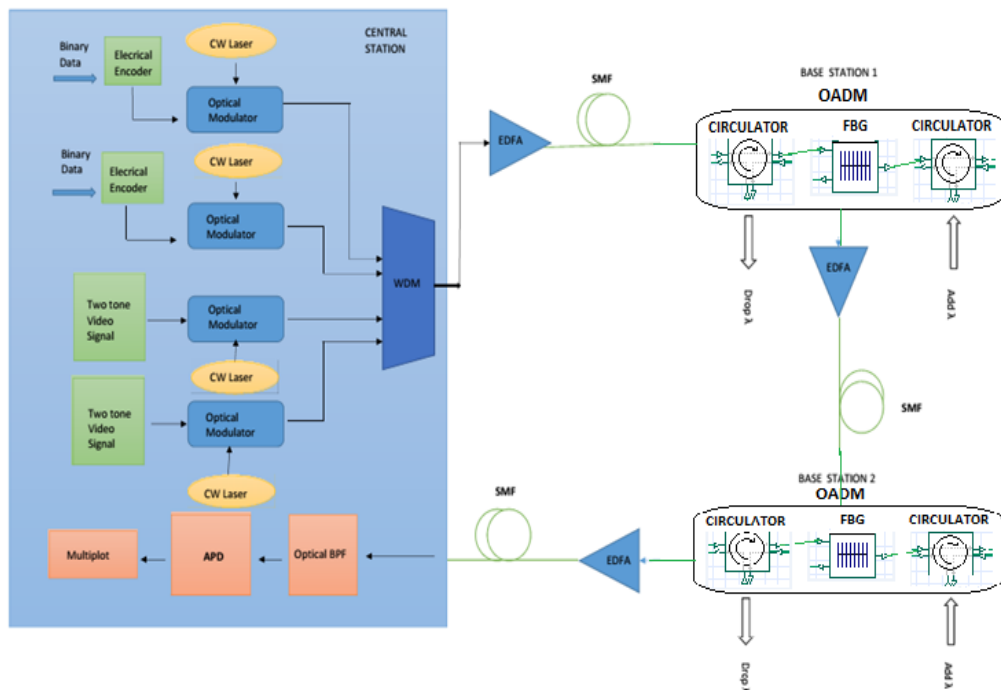 CENTRAL
STATION
Binary
Data
Elecrical
Encoder
CW Laser
Optical
Modulator
Binary
Data
Elecrical
Encoder
CW Laser
Optical
Modulator
Two tone
Video
Signal
Optical
Modulator
CW Laser
Two tone
Video
Signal
Optical
Modulator
CW Laser
WDM
EDFA
SMF
BASE STATION 1
OADM
CIRCULATOR
FBG
CIRCULATOR
Drop λ
Add λ
EDFA
SMF
BASE STATION 2
OADM
CIRCULATOR
FBG
CIRCULATOR
Drop
Add λ
EDFA
SMF
Optical BPF
APD
Multiplot